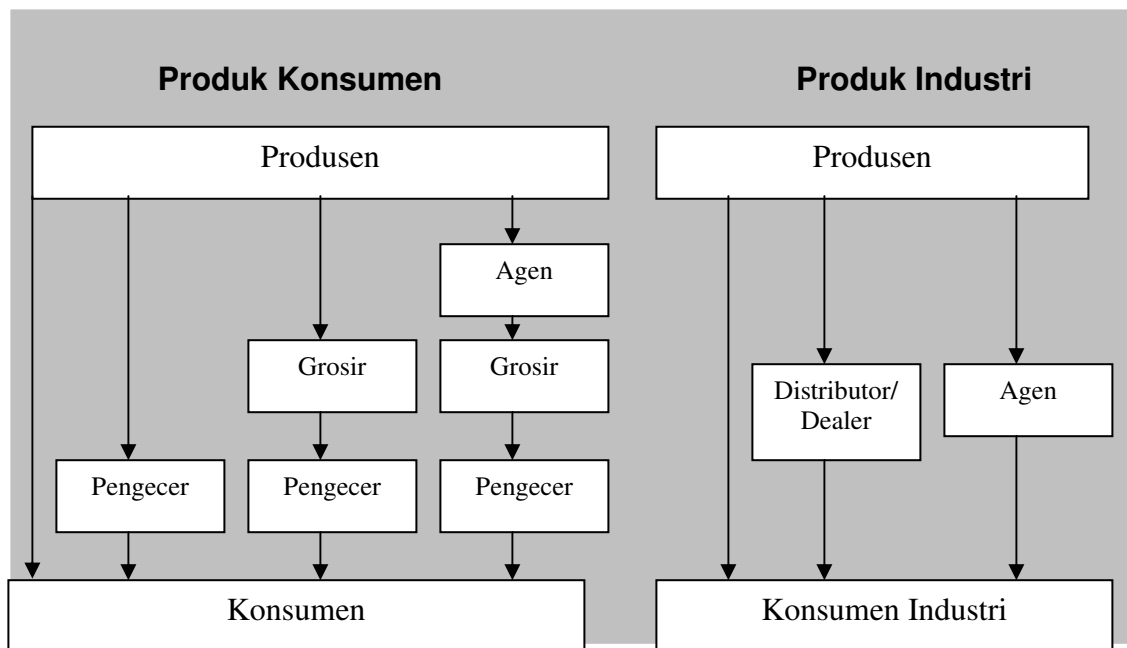 Produk Konsumen
Produk Industri
Produsen
Produsen
Agen
Grosir
Grosir
Distributor/
Dealer
Agen
Pengecer
Pengecer
Pengecer
Konsumen
Konsumen Industri